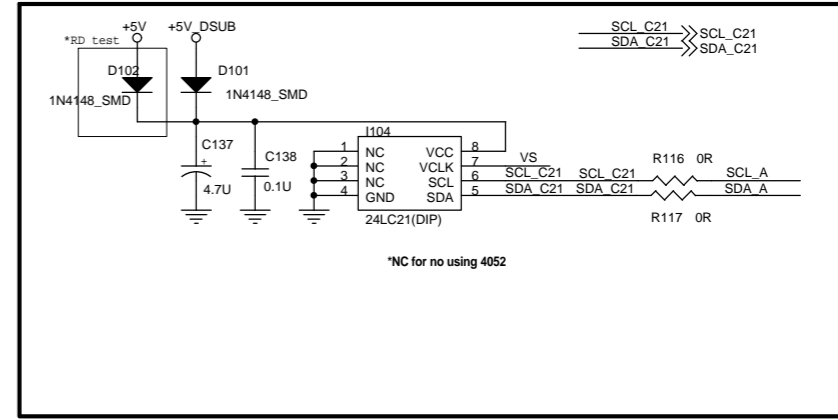 +5V +5V_DSUB SCL_C21 SCL_C21
*RD test SDA_C21 SDA_C21
D102 D101
1N4148_SMD 1N4148_SMD
C137 I104
+ C138 1 NC VCC 8
2 NC VCLK 7 VS R116 0R
3 NC SCL 6 SCL_C21 SCL_C21 SCL_A
4.7U 0.1U 4 GND SDA 5 SDA_C21 SDA_C21 SDA_A
24LC21(DIP) R117 0R
*NC for no using 4052